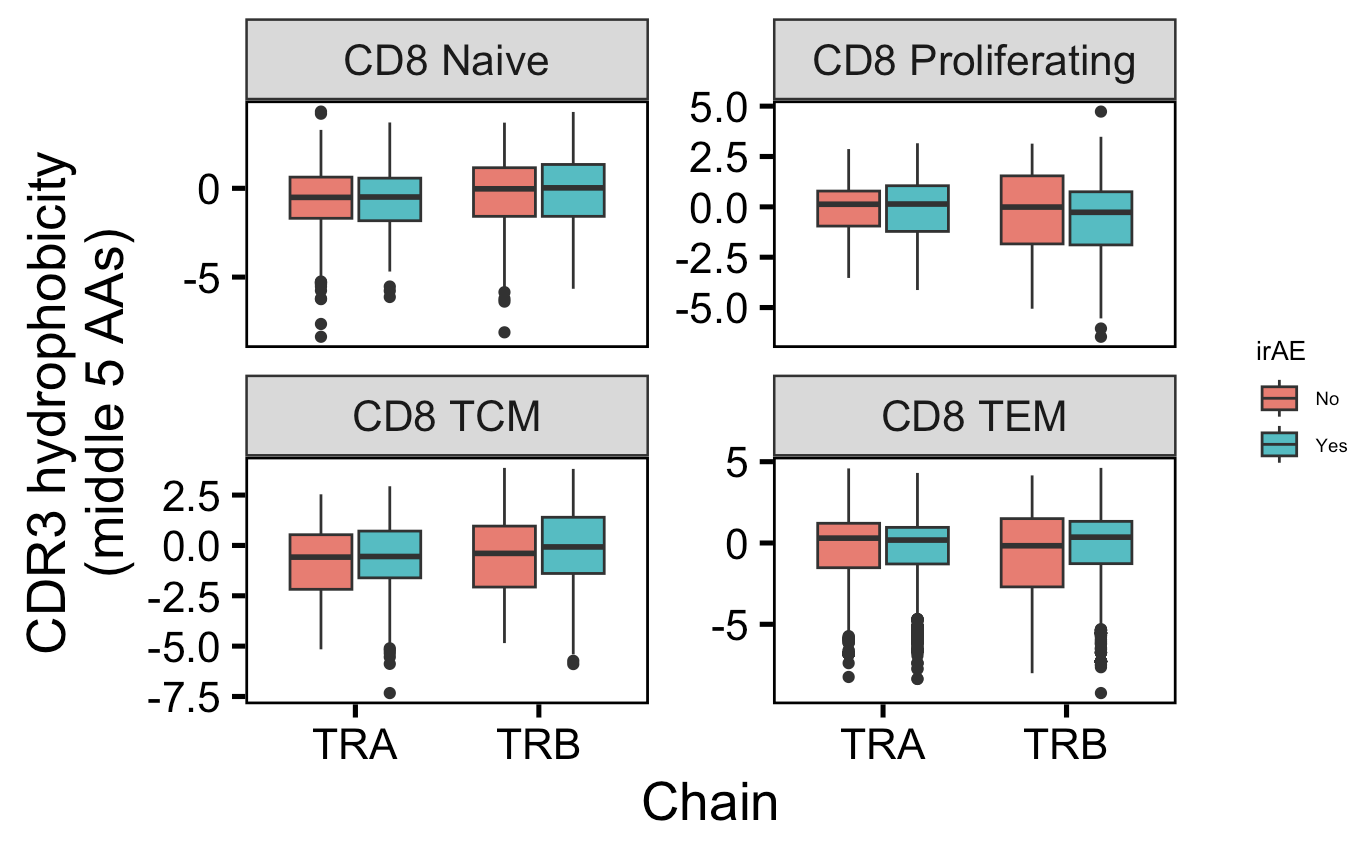 CDR3 hydrophobicity
(middle 5 AAs)
CD8 Naive
0
-5
CD8 Proliferating
5.0
2.5
0.0
-2.5
-5.0
CD8 TCM
2.5
0.0
-2.5
-5.0
-7.5
TRA
TRB
CD8 TEM
5
0
-5
TRA
TRB
Chain
irAE
No
Yes